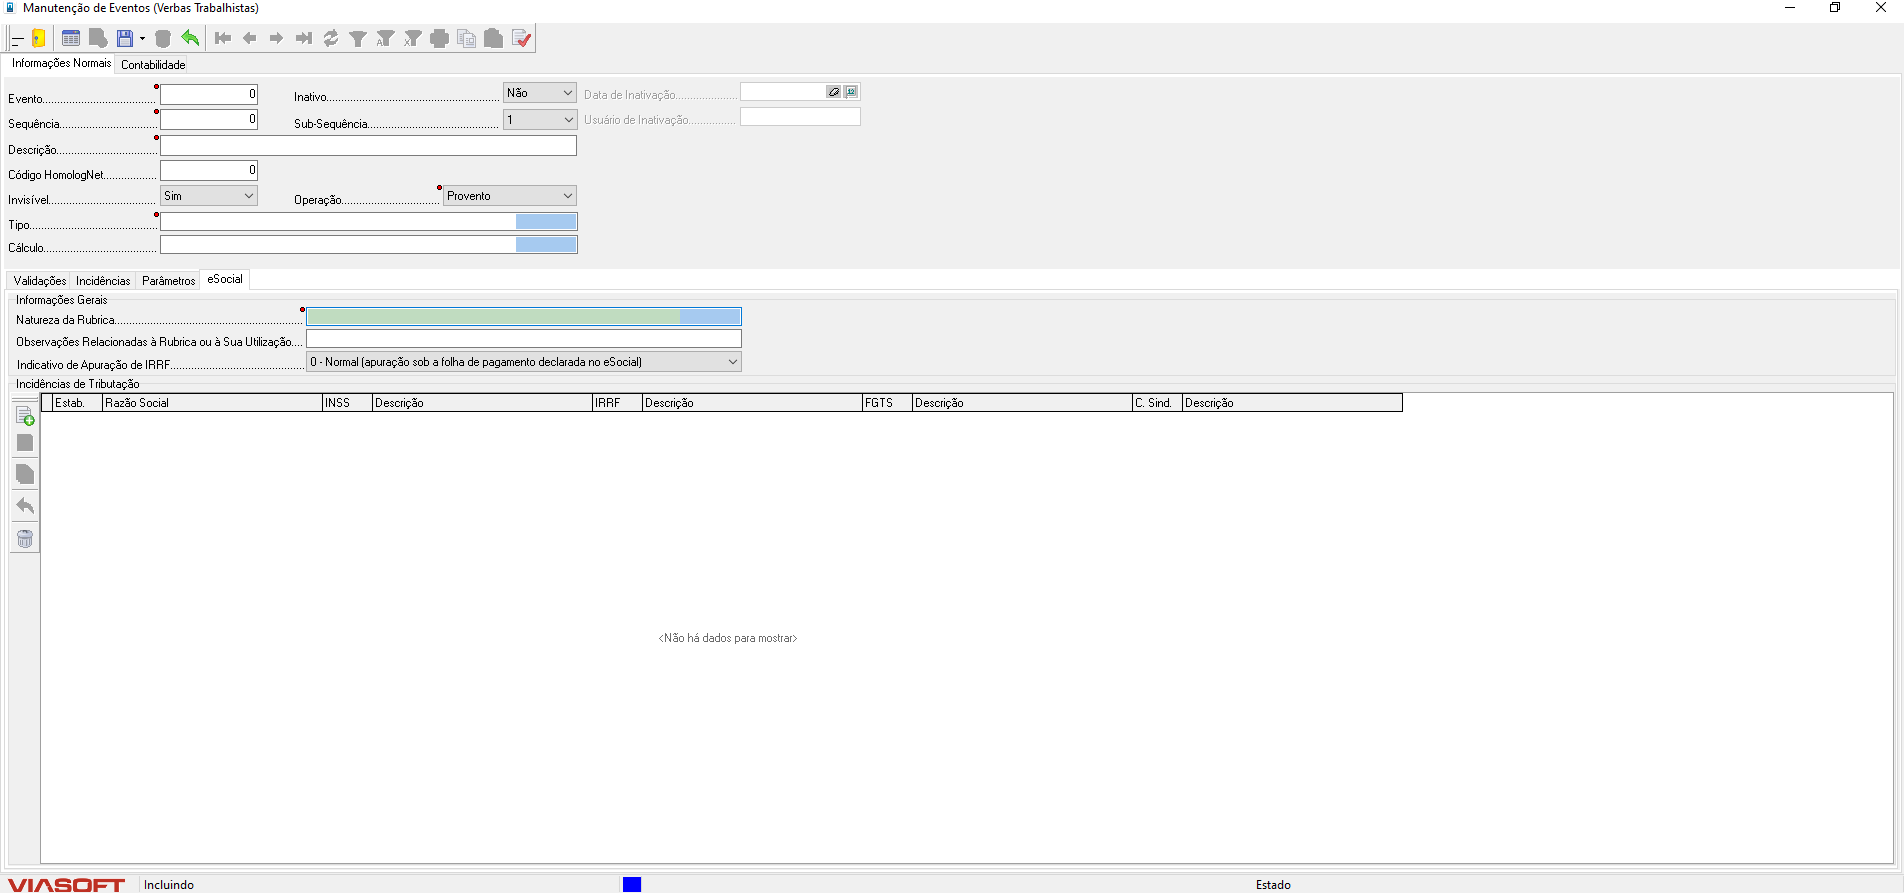 Manutenção de Eventos (Verbas Trabalhistas)
Informações Normais Contabilidade
Evento 0 Inativo Não Data de Inativação
Sequência 0 Sub-Sequência 1 Usuário de Inativação
Descrição
Código HomologNet 0
Invisível Sim Operação Provento
Tipo
Cálculo
Validações Incidências Parâmetros eSocial
Informações Gerais
Natureza da Rubrica
Observações Relacionadas à Rubrica ou à Sua Utilização
Indicativo de Apuração de IRRF 0 - Normal (apuração sob a folha de pagamento declarada no eSocial)
Incidências de Tributação
Estab. Razão Social INSS Descrição IRRF Descrição FGTS Descrição C. Sind. Descrição
<Não há dados para mostrar>
VIASOFT Incluindo Estado